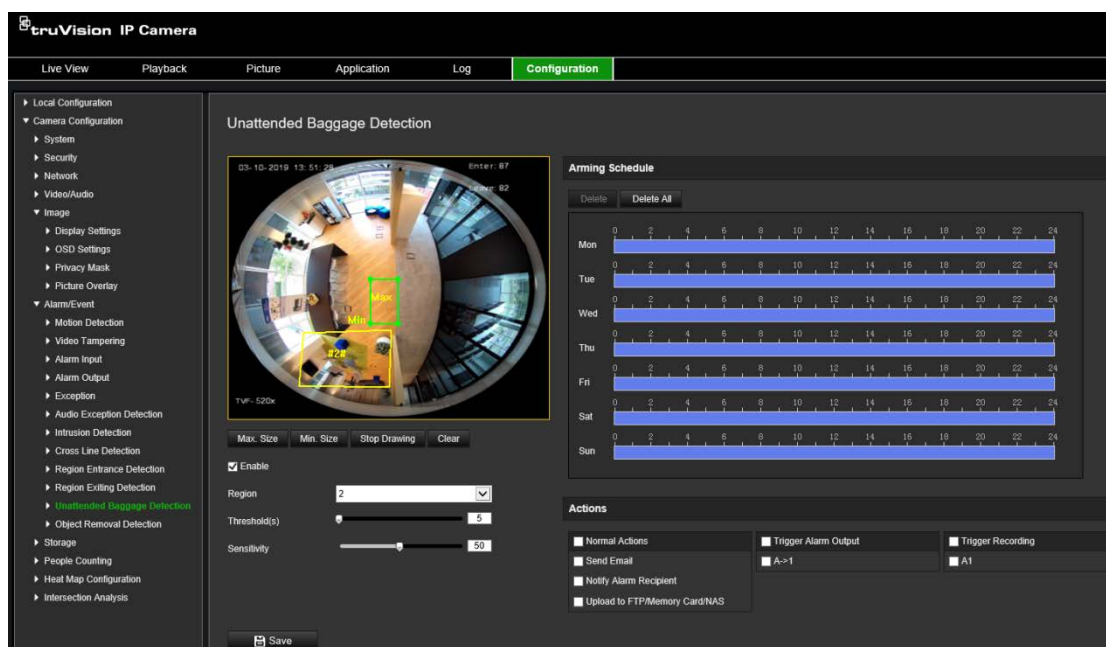 truVision IP Camera
Live View Playback Picture Application Log Configuration
Local Configuration
Camera Configuration
System
Security
Network
Video/Audio
Image
Display Settings
OSD Settings
Privacy Mask
Picture Overlay
Alarm/Event
Motion Detection
Video Tampering
Alarm Input
Alarm Output
Exception
Audio Exception Detection
Intrusion Detection
Cross Line Detection
Region Entrance Detection
Region Exiting Detection
Unattended Baggage Detection
Object Removal Detection
Storage
People Counting
Heat Map Configuration
Intersection Analysis
Unattended Baggage Detection
03-10-2019 13:51:28 Enter: 87
Leave: 82
Max
Min
#2#
TVF-520x
Max. Size Min. Size Stop Drawing Clear
Enable
Region 2
Threshold(s) 5
Sensitivity 50
Save
Arming Schedule
Delete Delete All
0 2 4 6 8 10 12 14 16 18 20 22 24
Mon
0 2 4 6 8 10 12 14 16 18 20 22 24
Tue
0 2 4 6 8 10 12 14 16 18 20 22 24
Wed
0 2 4 6 8 10 12 14 16 18 20 22 24
Thu
0 2 4 6 8 10 12 14 16 18 20 22 24
Fri
0 2 4 6 8 10 12 14 16 18 20 22 24
Sat
0 2 4 6 8 10 12 14 16 18 20 22 24
Sun
Actions
Normal Actions Trigger Alarm Output Trigger Recording
Send Email A->1 A1
Notify Alarm Recipient
Upload to FTP/Memory Card/NAS